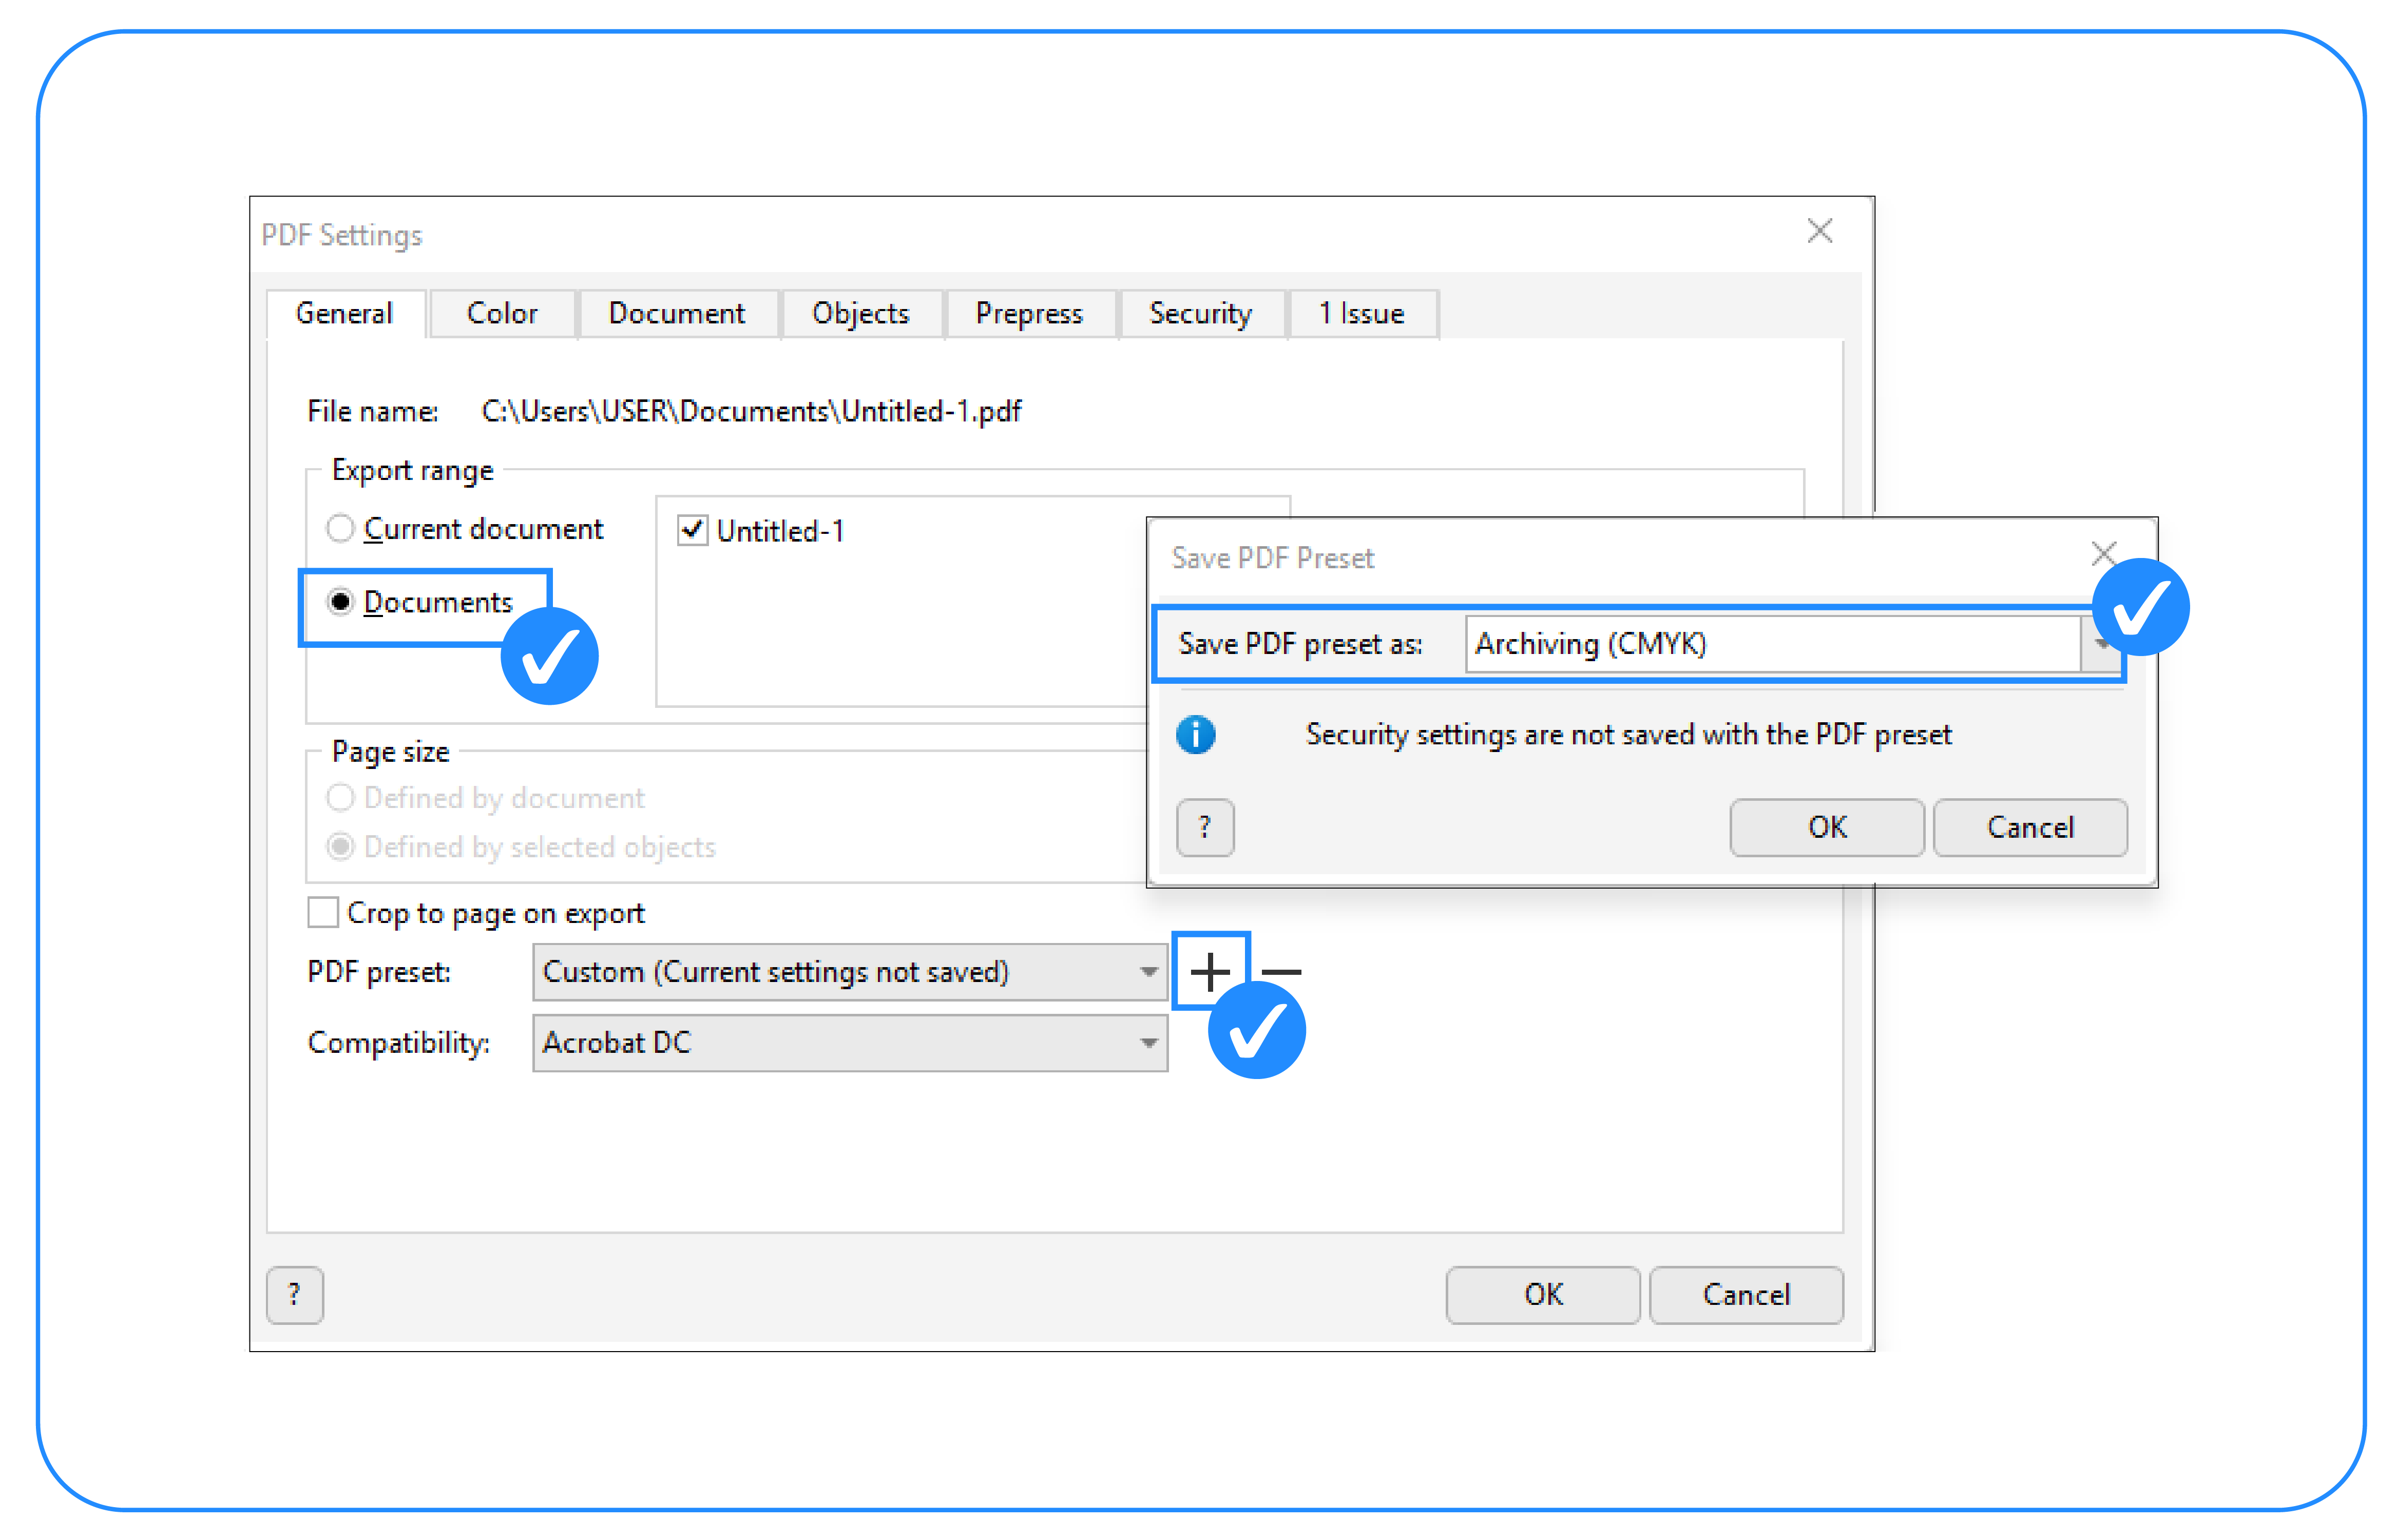 PDF Settings
General Color Document Objects Prepress Security 1 Issue
File name: C:\Users\USER\Documents\Untitled-1.pdf
Export range
Current document
Untitled-1
Documents
Save PDF Preset
Save PDF preset as: Archiving (CMYK)
Security settings are not saved with the PDF preset
? OK Cancel
Page size
Defined by document
Defined by selected objects
Crop to page on export
PDF preset: Custom (Current settings not saved)
Compatibility: Acrobat DC
? OK Cancel